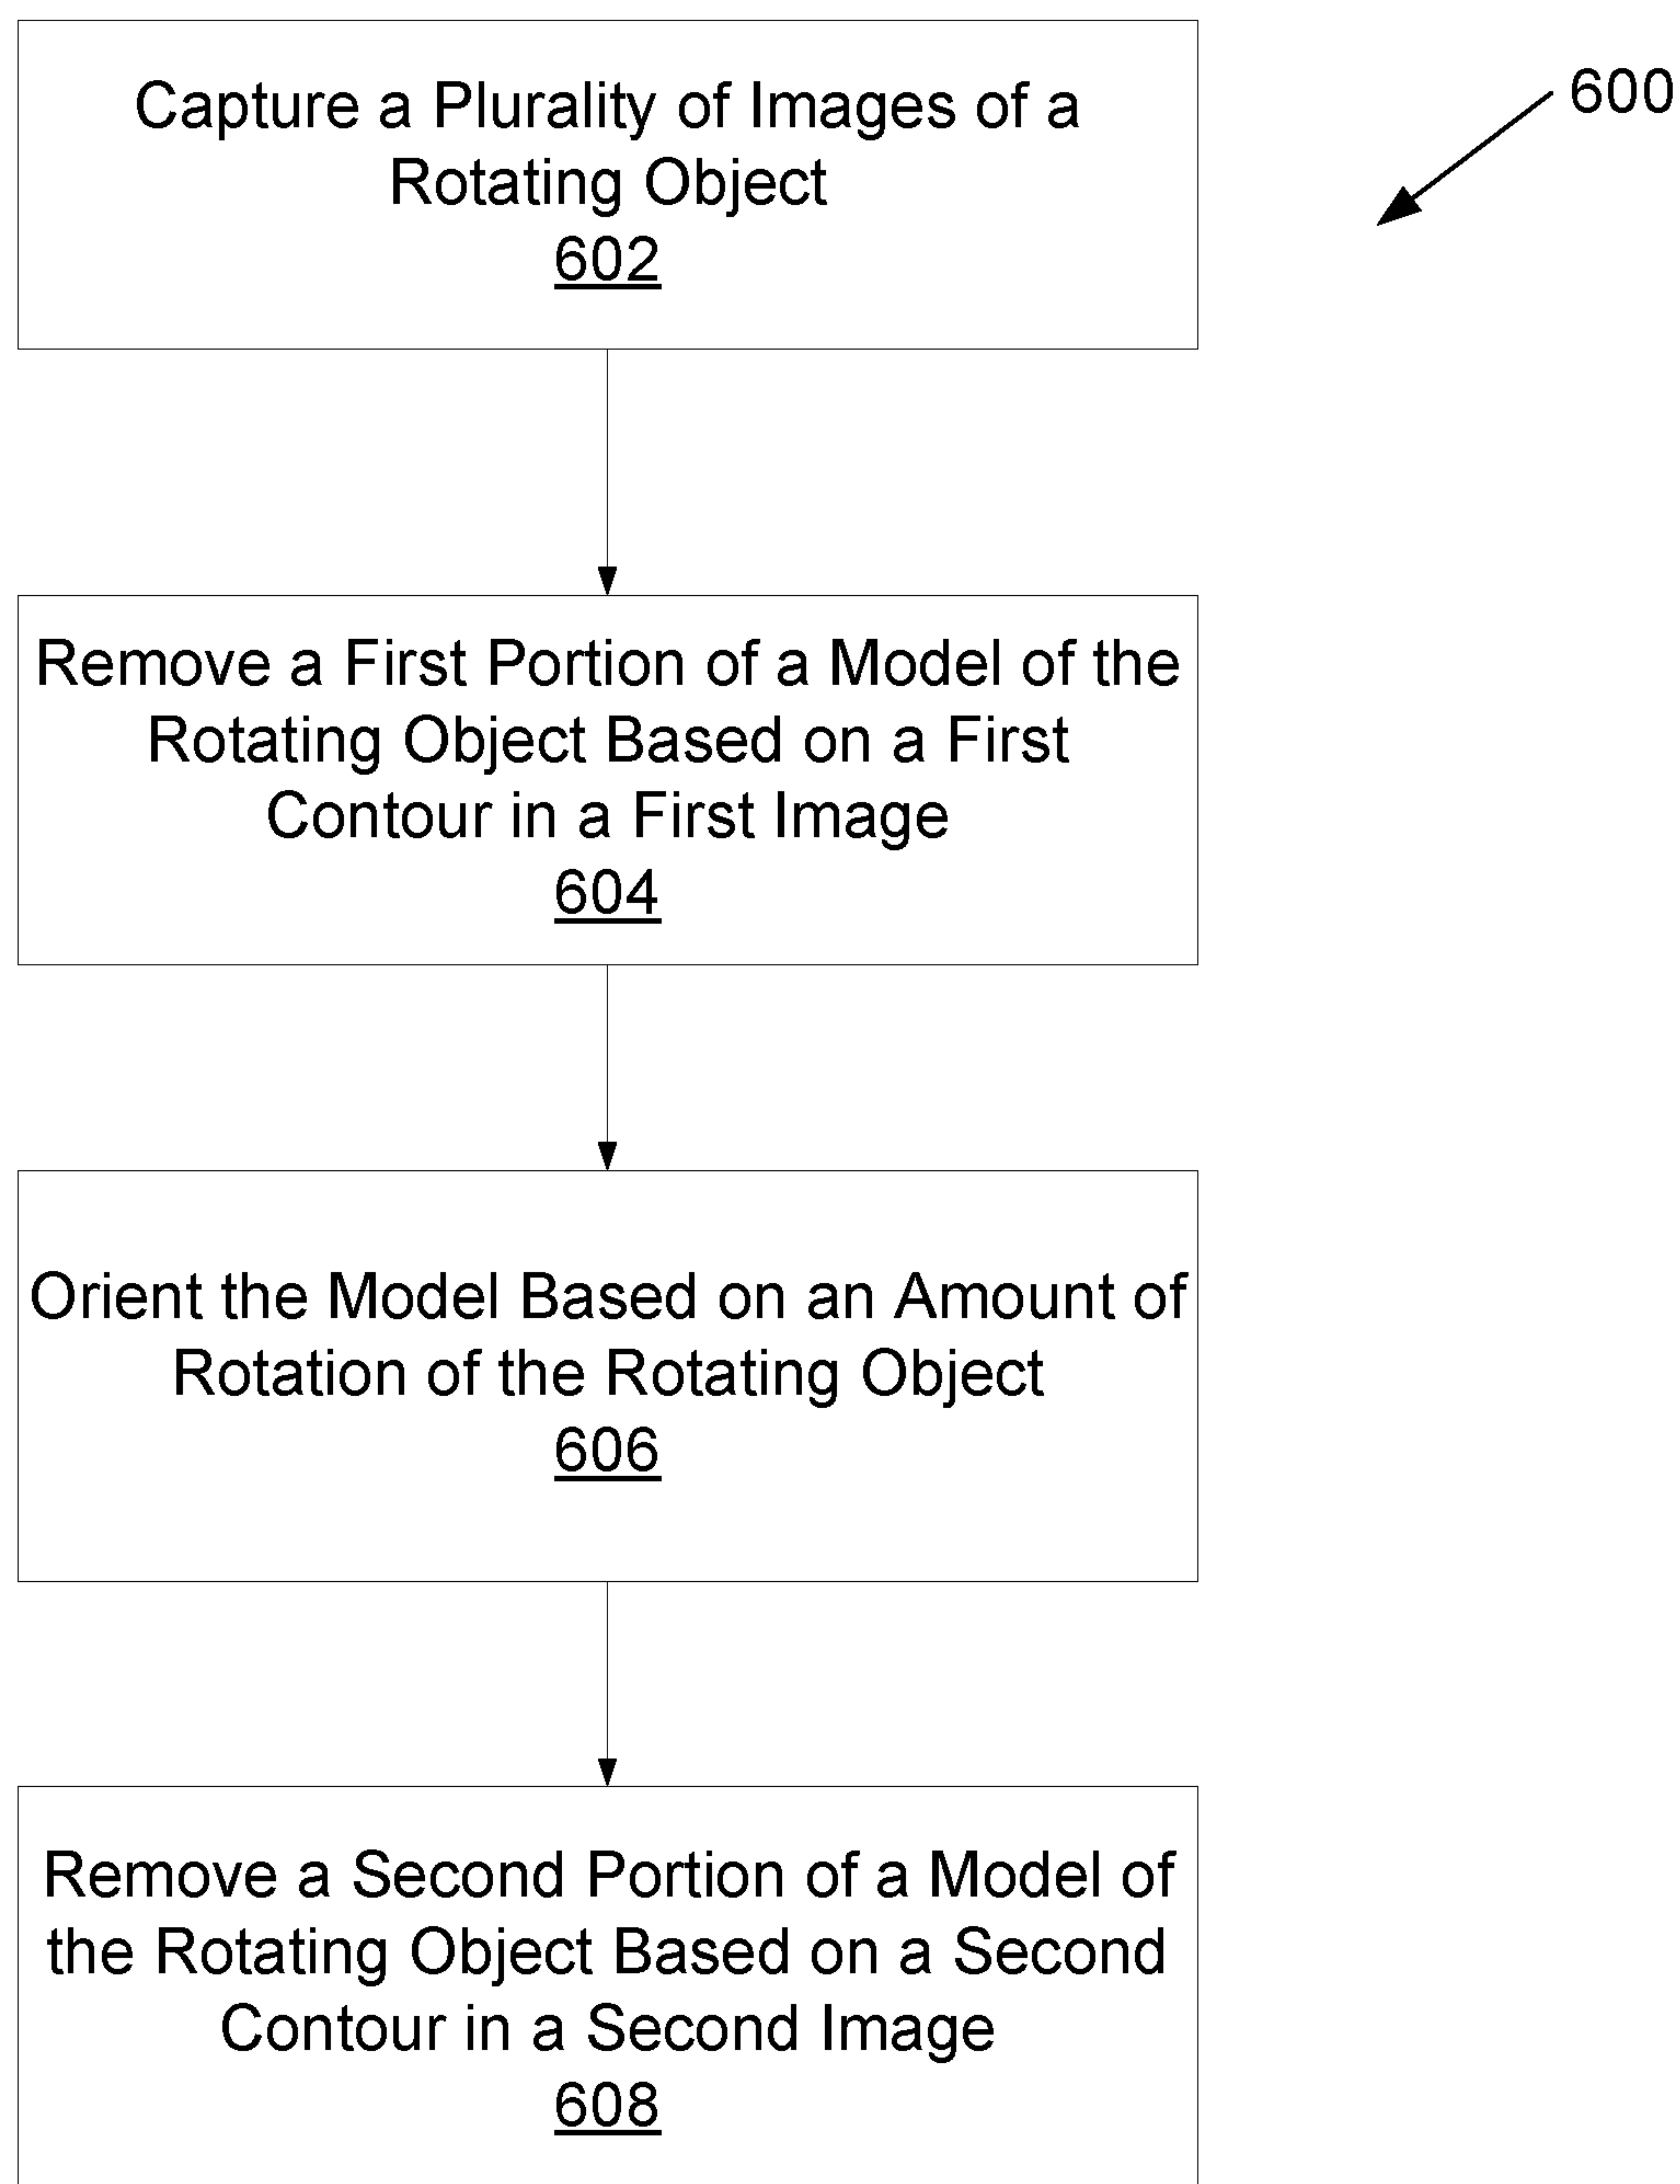 Capture a Plurality of Images of a
Rotating Object
602
600
Remove a First Portion of a Model of the
Rotating Object Based on a First
Contour in a First Image
604
Orient the Model Based on an Amount of
Rotation of the Rotating Object
606
Remove a Second Portion of a Model of
the Rotating Object Based on a Second
Contour in a Second Image
608